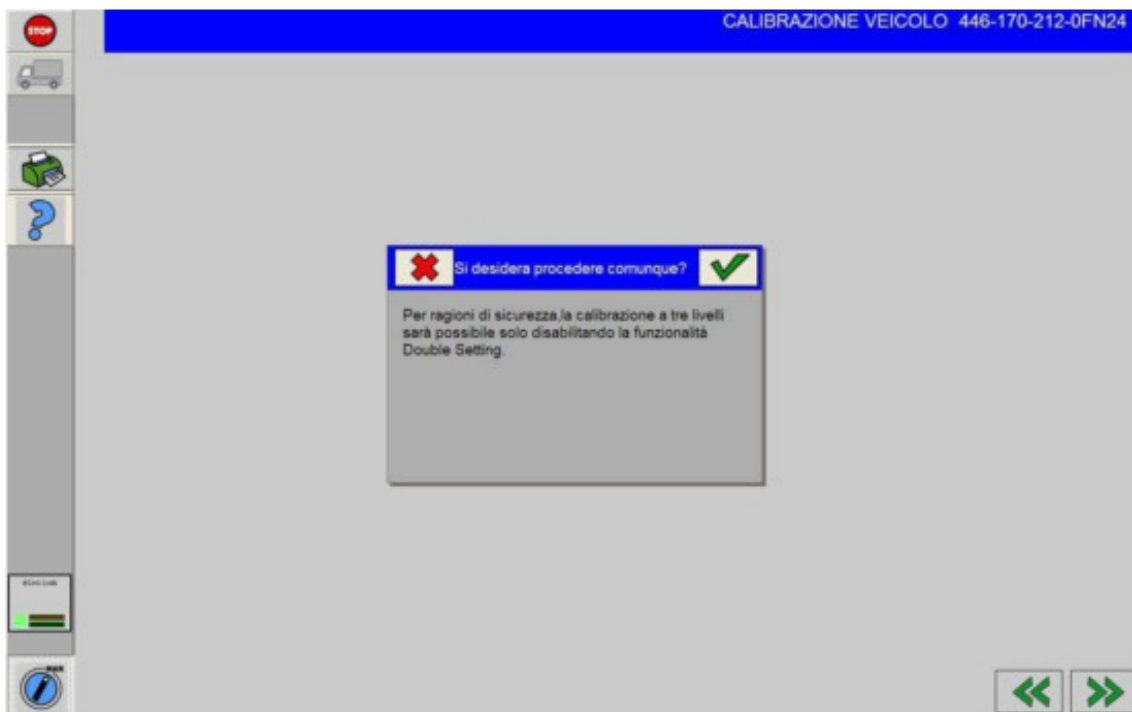 STOP
CALIBRAZIONE VEICOLO 446-170-212-0FN24
Si desidera procedere comunque?
Per ragioni di sicurezza,la calibrazione a tre livelli
sarà possibile solo disabilitando la funzionalità
Double Setting.